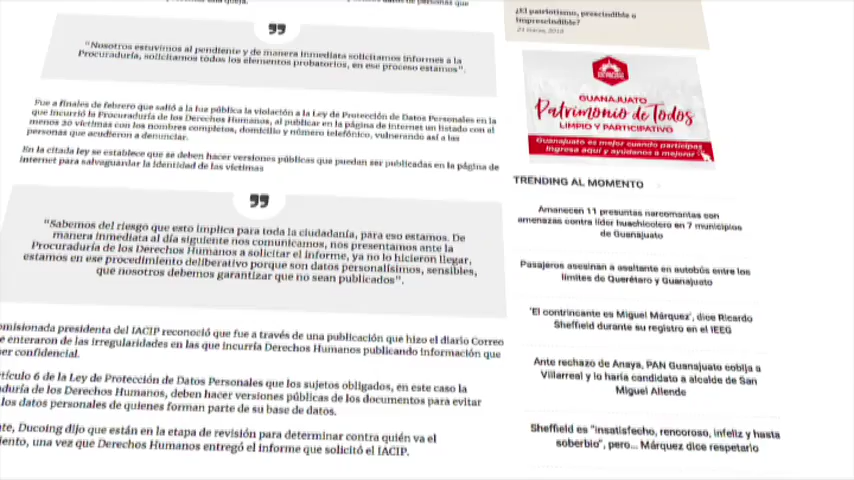 "Nosotros estuvimos al pendiente y de manera inmediata solicitamos informes a la
Procuraduría, solicitamos todos los elementos probatorios, en ese proceso estamos".
Fue a finales de febrero que salió a la luz pública la violación a la Ley de Protección de Datos Personales en la
que incurrió la Procuraduría de los Derechos Humanos, al publicar en la página de internet un listado con al
menos 20 víctimas con los nombres completos, domicilio y número telefónico, vulnerando así a las
personas que acudieron a denunciar.
En la citada ley se establece que se deben hacer versiones públicas que puedan ser publicadas en la página de
internet para salvaguardar la identidad de las víctimas
"Sabemos del riesgo que esto implica para toda la ciudadanía, para eso estamos. De
manera inmediata al día siguiente nos comunicamos, nos presentamos ante la
Procuraduría de los Derechos Humanos a solicitar el informe, ya no lo hicieron llegar,
estamos en ese procedimiento deliberativo porque son datos personalísimos, sensibles,
que nosotros debemos garantizar que no sean publicados".
omisionada presidenta del IACIP reconoció que fue a través de una publicación que hizo el diario Correo
e enteraron de las irregularidades en las que incurría Derechos Humanos publicando información que
er confidencial.
tículo 6 de la Ley de Protección de Datos Personales que los sujetos obligados, en este caso la
aduría de los Derechos Humanos, deben hacer versiones públicas de los documentos para evitar
los datos personales de quienes forman parte de su base de datos.
te, Ducoing dijo que están en la etapa de revisión para determinar contra quién va el
iento, una vez que Derechos Humanos entregó el informe que solicitó el IACIP.
¿El patriotismo, prescindible o
imprescindible?
21 marzo, 2018
GUANAJUATO
Patrimonio de Todos
LIMPIO Y PARTICIPATIVO
Guanajuato es mejor cuando participas
Ingresa aquí y ayúdanos a mejorar
TRENDING AL MOMENTO
Amanecen 11 presuntas narcomantas con
amenazas contra líder huachicolero en 7 municipios
de Guanajuato
Pasajeros asesinan a asaltante en autobús entre los
límites de Querétaro y Guanajuato
'El contrincante es Miguel Márquez', dice Ricardo
Sheffield durante su registro en el IEEG
Ante rechazo de Anaya, PAN Guanajuato cobija a
Villarreal y lo haría candidato a alcalde de San
Miguel Allende
Sheffield es "insatisfecho, rencoroso, infeliz y hasta
soberbio", pero... Márquez dice respetarlo